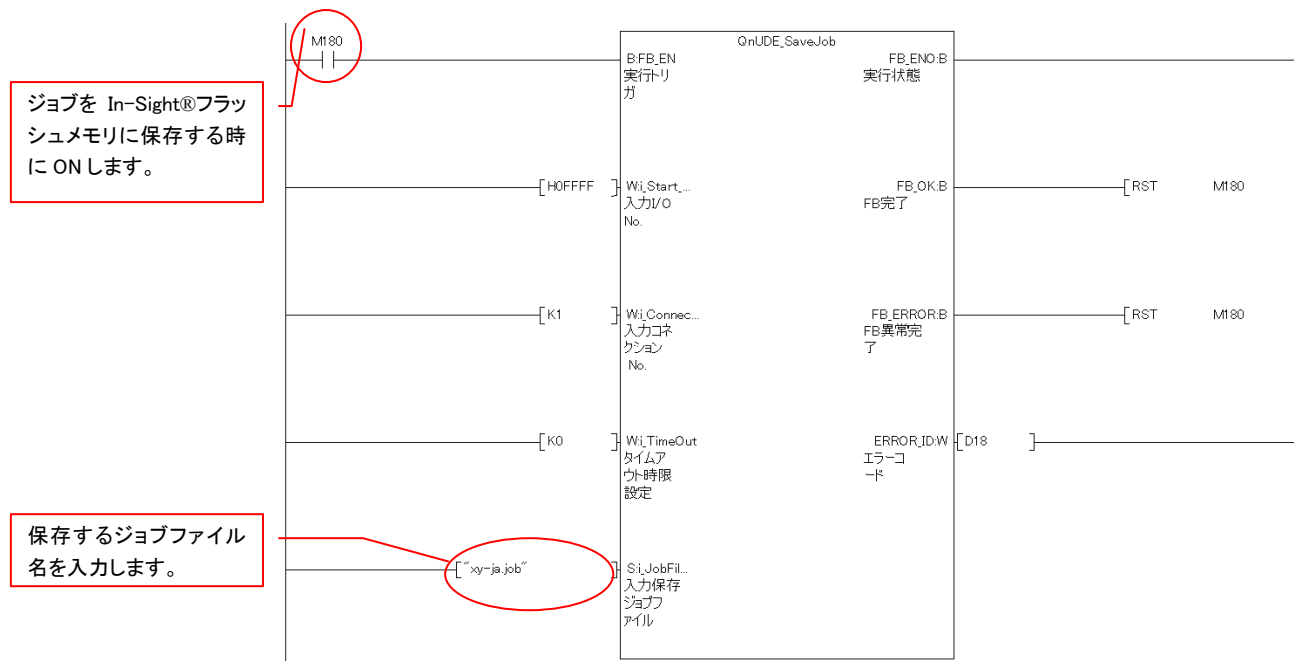 M180
QnUDE_SaveJob
B:FB_EN
実行トリ
ガ
FB_ENO:B
実行状態
ジョブを In-Sight®フラッ
シュメモリに保存する時
に ON します。
H0FFFF
W:i_Start_...
入力I/O
No.
FB_OK:B
FB完了
RST M180
K1
W:i_Connec...
入力コネ
クション
No.
FB_ERROR:B
FB異常完
了
RST M180
K0
W:i_TimeOut
タイムア
ウト時限
設定
ERROR_ID:W
エラーコ
ード
D18
保存するジョブファイル
名を入力します。
"xy-ja.job"
S:i_JobFil...
入力保存
ジョブフ
ァイル